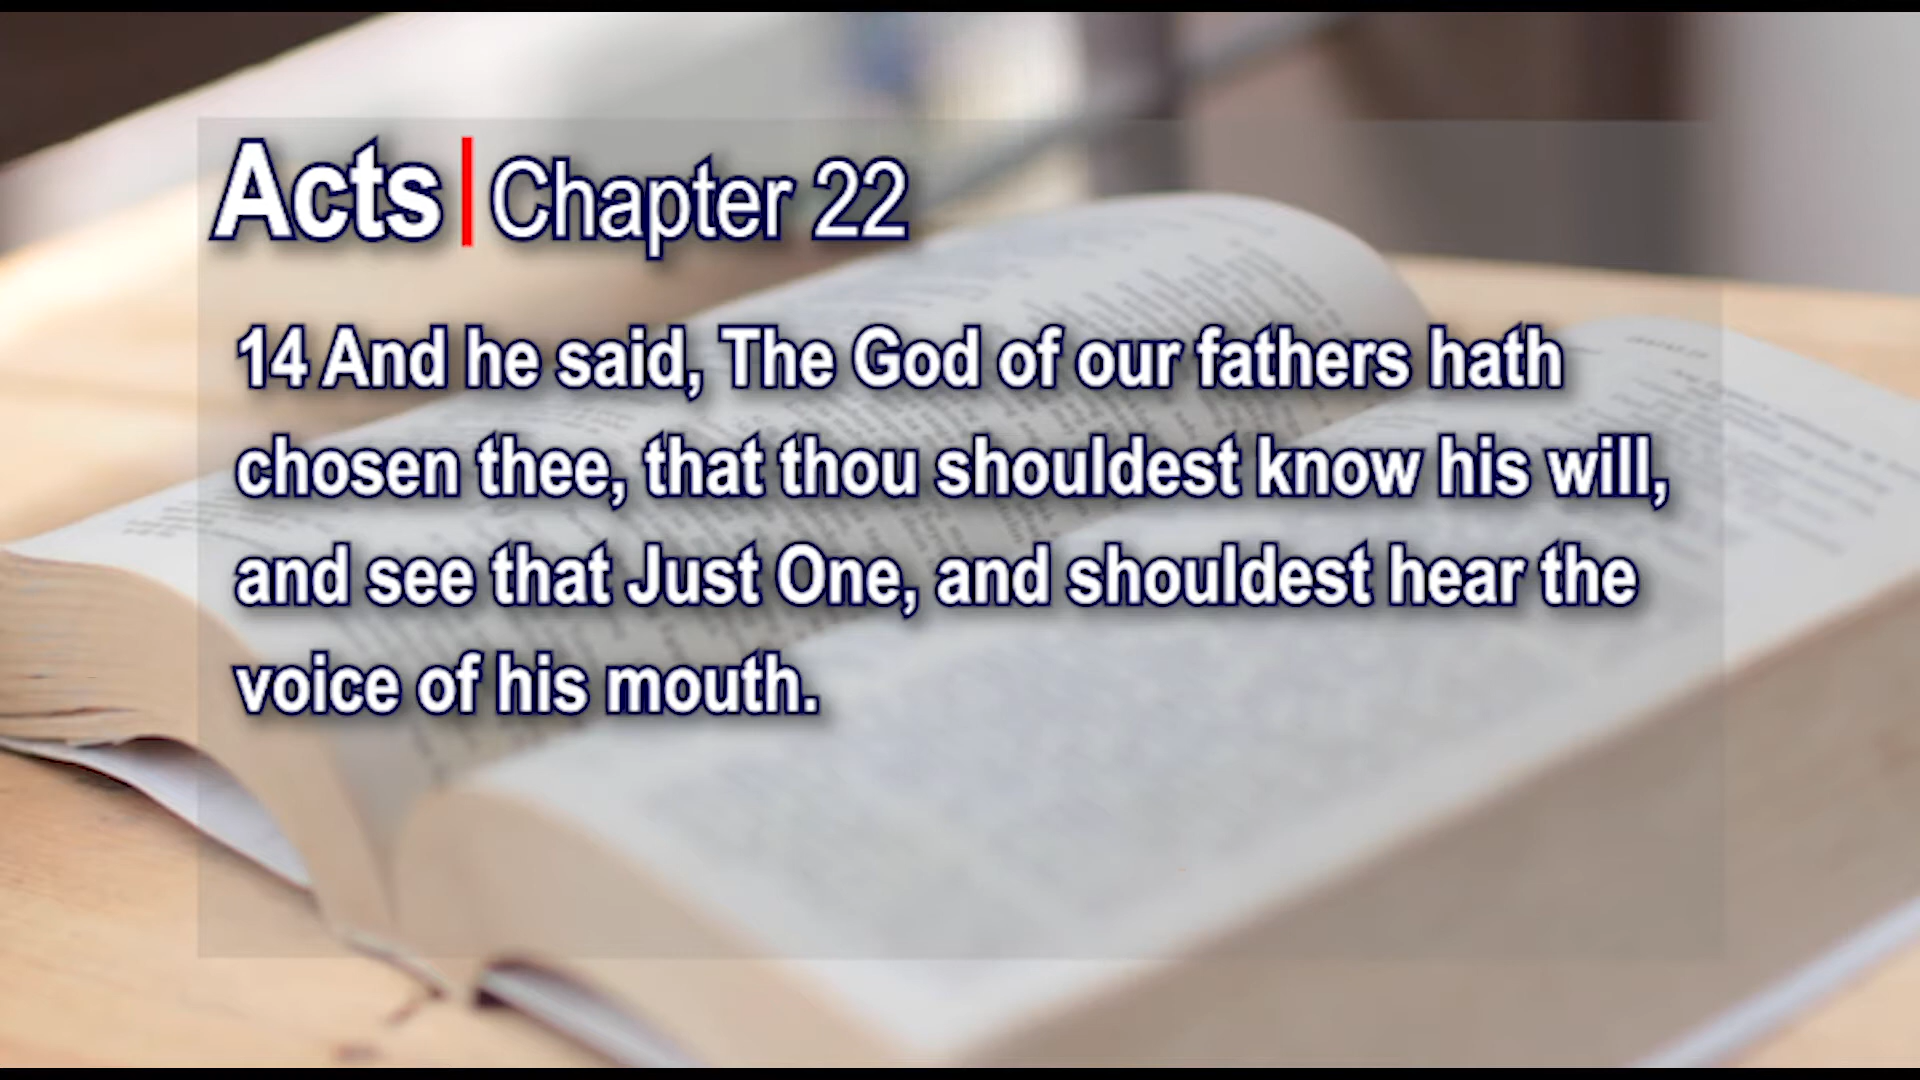 Acts | Chapter 22
14 And he said, The God of our fathers hath
chosen thee, that thou shouldest know his will,
and see that Just One, and shouldest hear the
voice of his mouth.